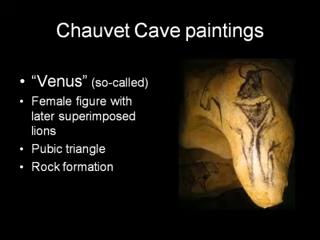 Chauvet Cave paintings
• “Venus” (so-called)
• Female figure with
later superimposed
lions
• Pubic triangle
• Rock formation